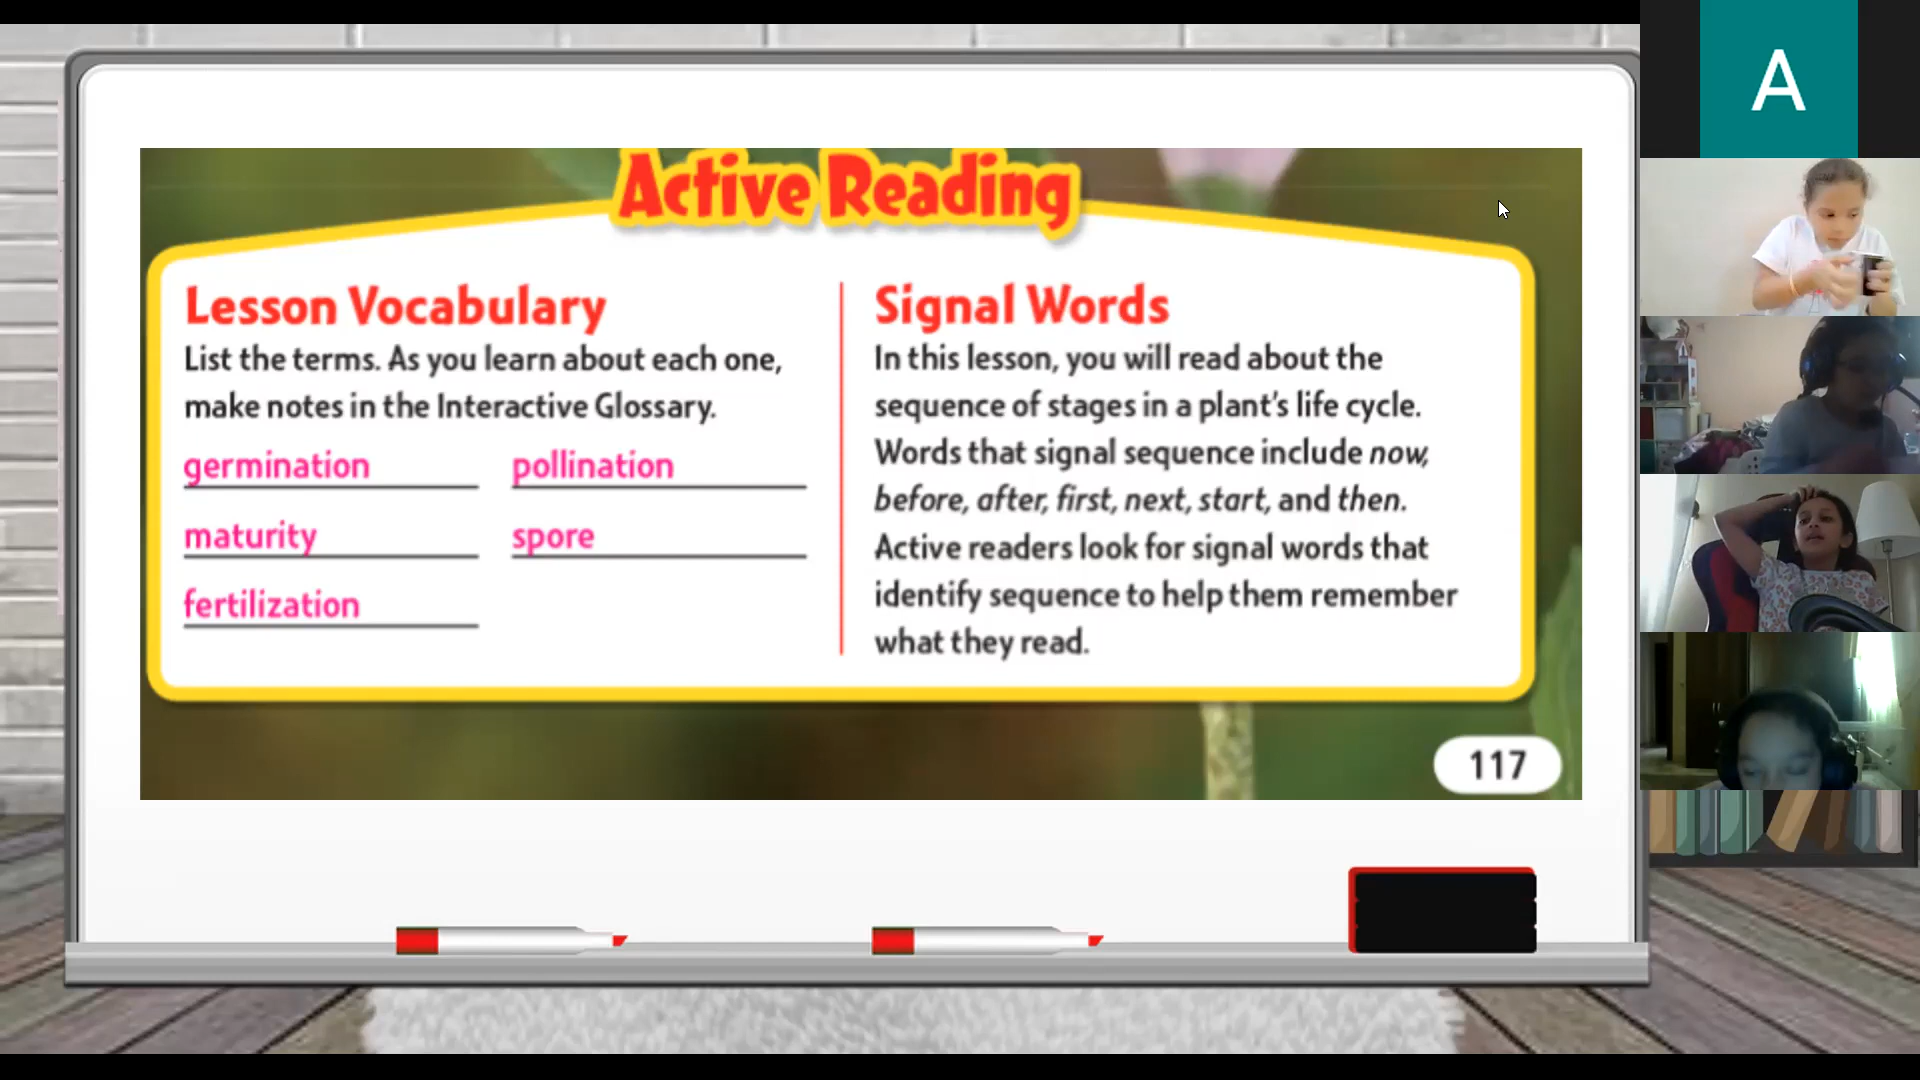 A
Active Reading
Lesson Vocabulary
List the terms. As you learn about each one,
make notes in the Interactive Glossary.
germination pollination
maturity spore
fertilization
Signal Words
In this lesson, you will read about the
sequence of stages in a plant's life cycle.
Words that signal sequence include now,
before, after, first, next, start, and then.
Active readers look for signal words that
identify sequence to help them remember
what they read.
117